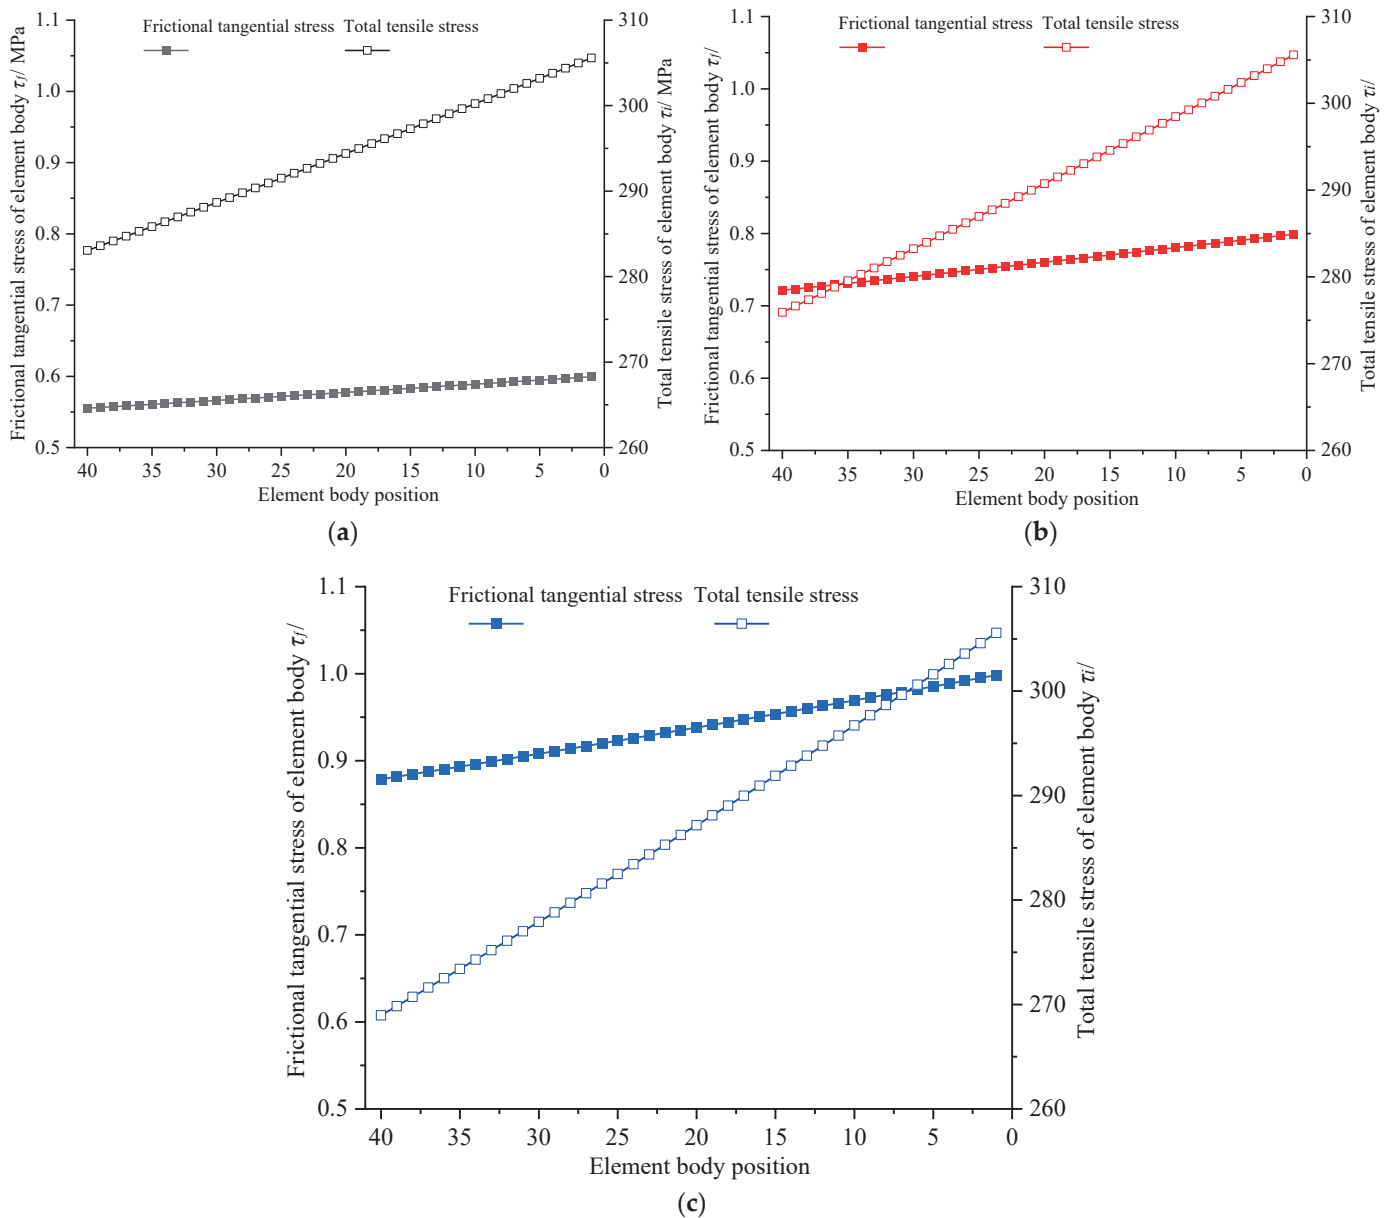 Frictional tangential stress Total tensile stress
1.1
1.0
0.9
0.8
0.7
0.6
0.5
310
300
290
280
270
260
40 35 30 25 20 15 10 5 0
Frictional tangential stress of element body τf/ MPa
Total tensile stress of element body τi/ MPa
Element body position
(a)
Frictional tangential stress Total tensile stress
1.1
1.0
0.9
0.8
0.7
0.6
0.5
310
300
290
280
270
260
40 35 30 25 20 15 10 5 0
Frictional tangential stress of element body τf/
Total tensile stress of element body τi/
Element body position
(b)
Frictional tangential stress Total tensile stress
1.1
1.0
0.9
0.8
0.7
0.6
0.5
310
300
290
280
270
260
40 35 30 25 20 15 10 5 0
Frictional tangential stress of element body τf/
Total tensile stress of element body τi/
Element body position
(c)